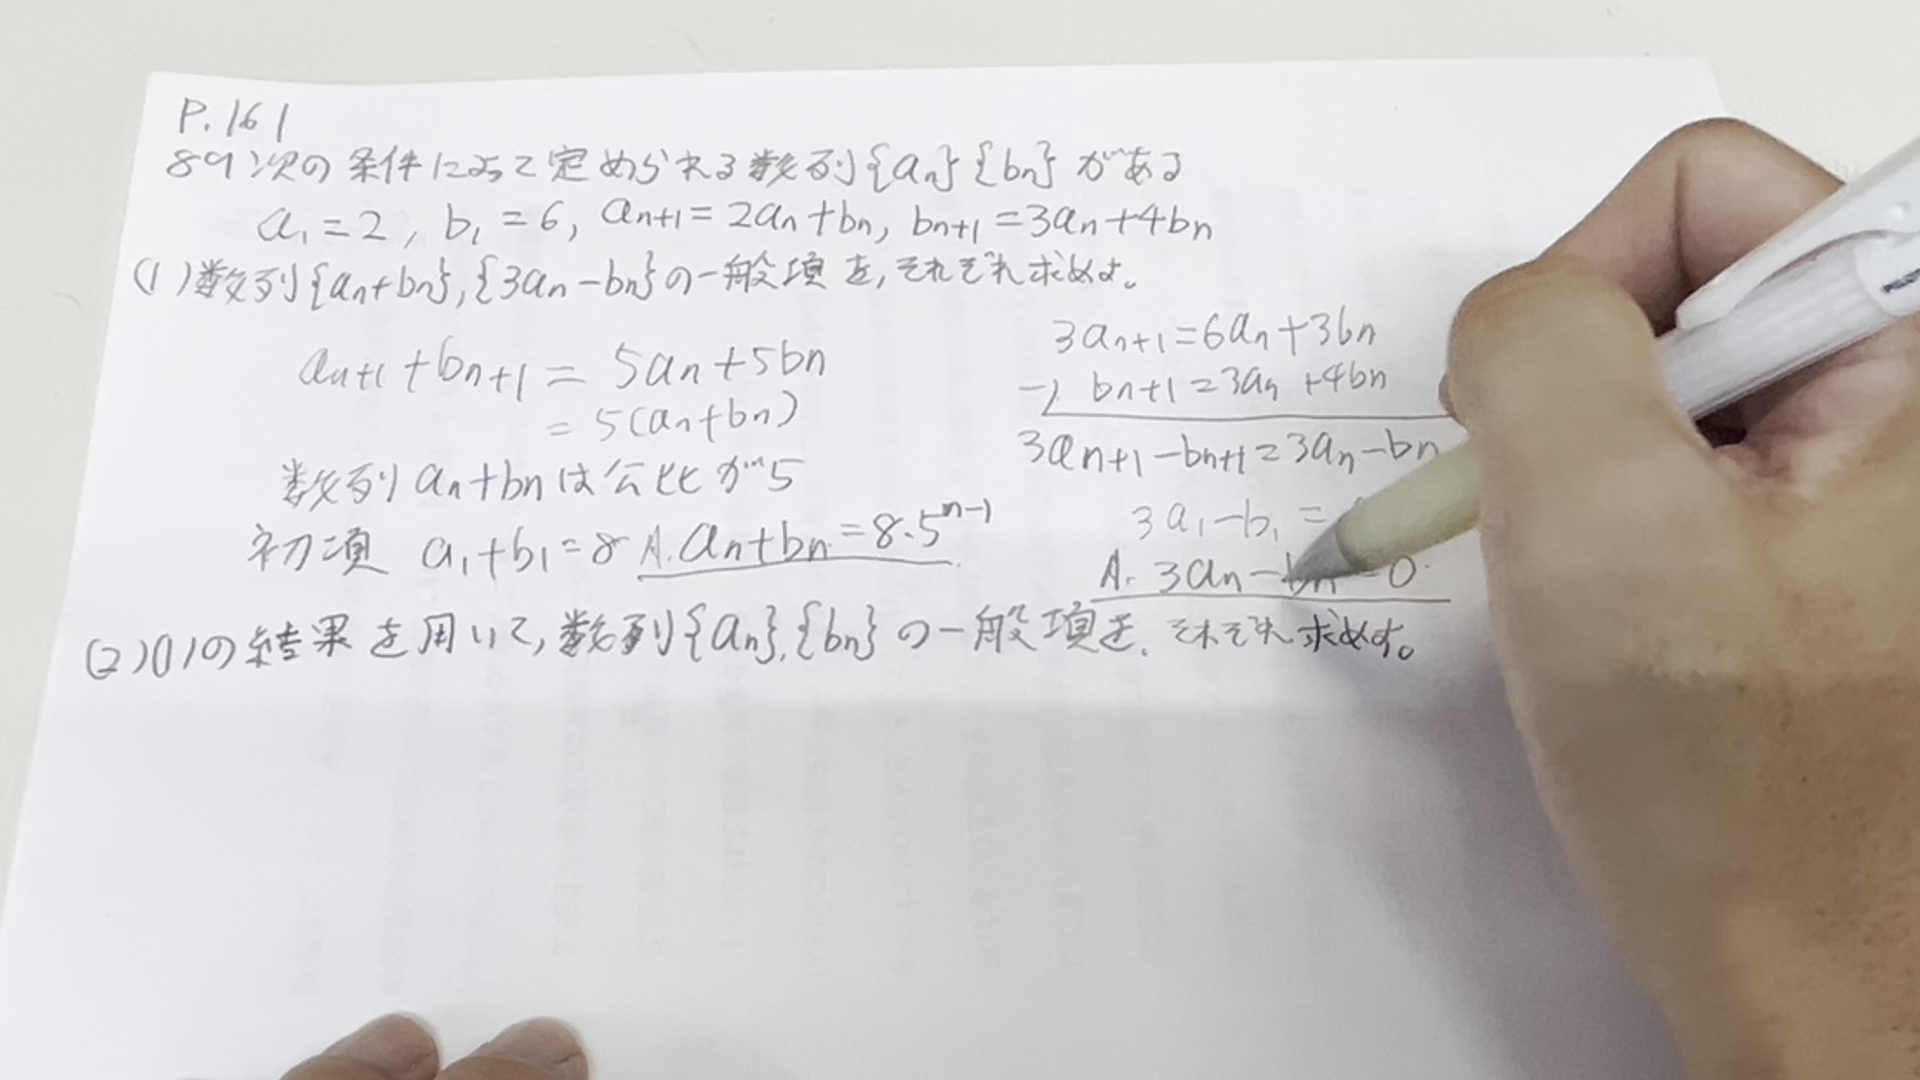 P.161
89 次の条件によって定められる数列{an}{bn}がある
a1=2, b1=6, an+1=2an+bn, bn+1=3an+4bn
(1)数列{an+bn},{3an-bn}の一般項を,それぞれ求めよ。
an+1+bn+1= 5an+5bn
=5(an+bn)
数列an+bnは公比が5
初項 a1+b1=8 A.an+bn=8·5^n-1
3an+1=6an+3bn
-) bn+1=3an+4bn
3an+1-bn+1=3an-bn
3a1-b1=
A. 3an-bn=0
(2)(1)の結果を用いて,数列{an},{bn}の一般項を,それぞれ求めよ。